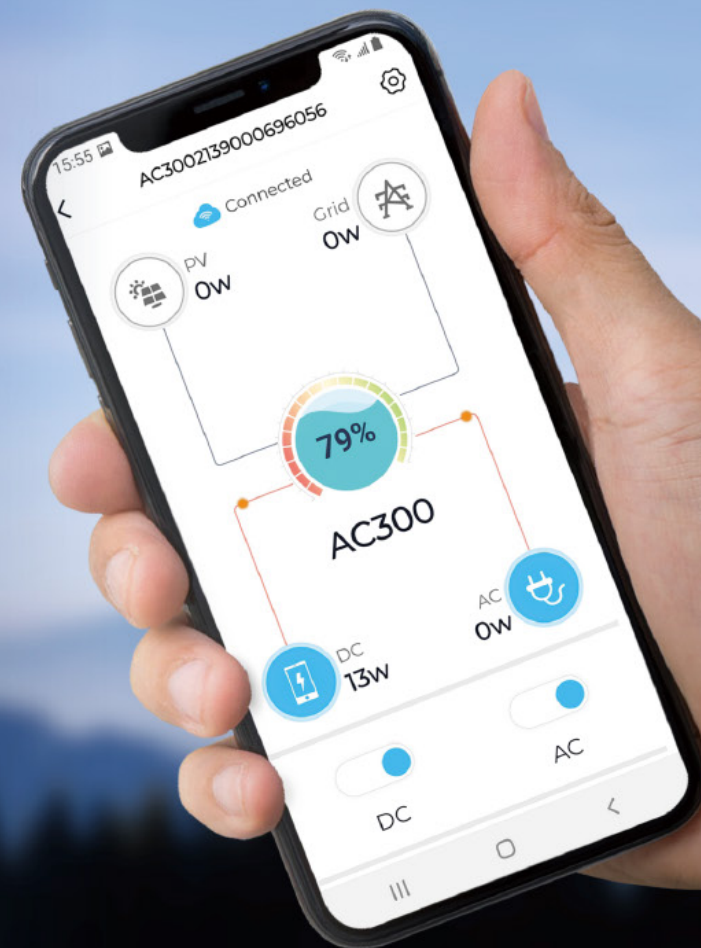 15:55
AC3002139000696056
Connected
PV
0W
Grid
0W
79%
AC300
DC
13W
AC
0W
DC
AC